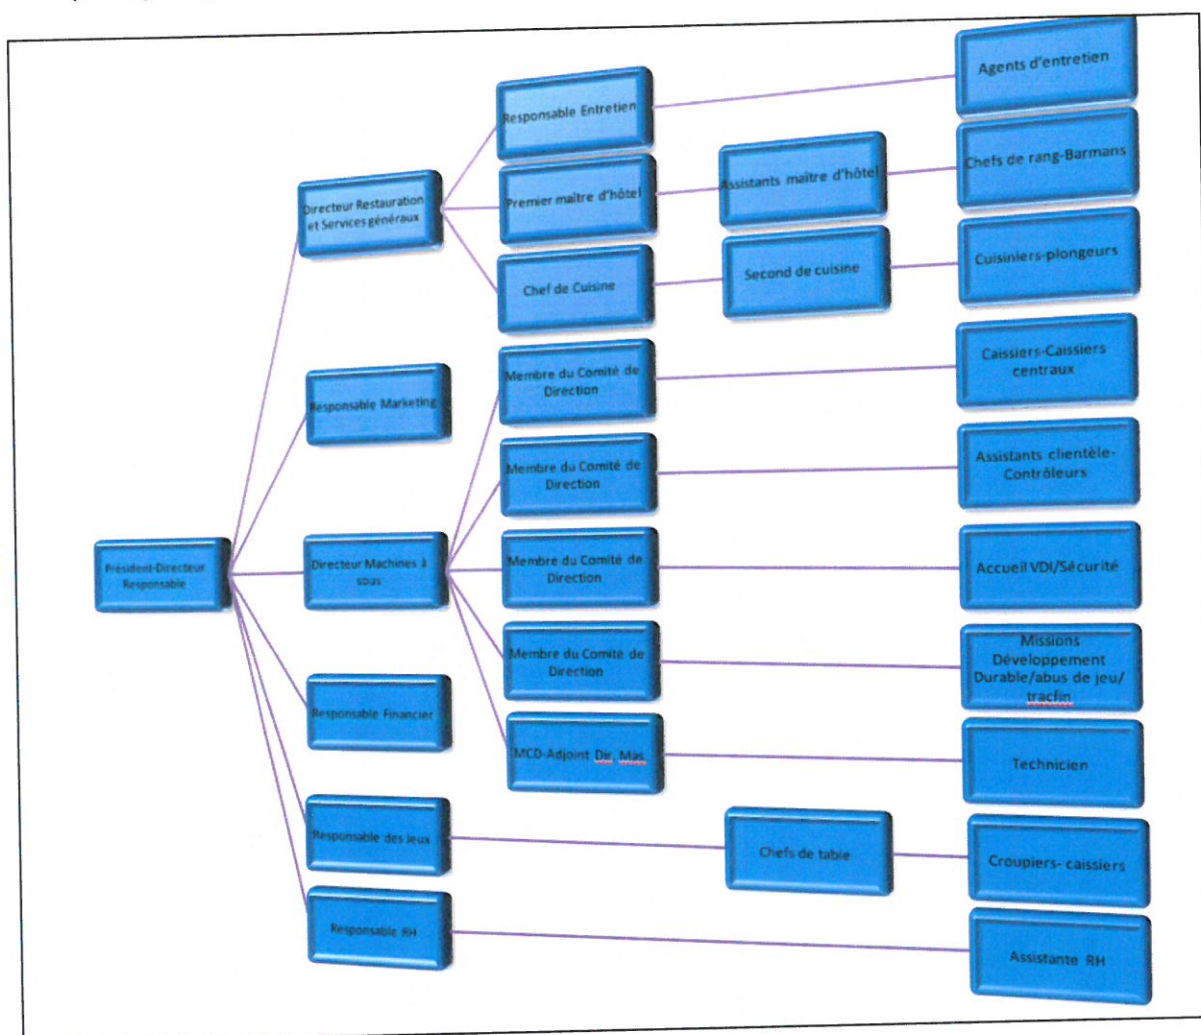 Président-Directeur
Responsable
Directeur Restauration
et Services généraux
Responsable Marketing
Directeur Machines à
sous
Responsable Financier
Responsable des Jeux
Responsable RH
Responsable Entretien
Premier maître d'hôtel
Chef de Cuisine
Membre du Comité de
Direction
Membre du Comité de
Direction
Membre du Comité de
Direction
Membre du Comité de
Direction
MCD-Adjoint Dir. Mas
Assistants maître d'hôtel
Second de cuisine
Chefs de table
Agents d'entretien
Chefs de rang-Barmans
Cuisiniers-plongeurs
Caissiers-Caissiers
centraux
Assistants clientèle-
Contrôleurs
Accueil VDI/Sécurité
Missions
Développement
Durable/abus de jeu/
tracfin
Technicien
Croupiers- caissiers
Assistante RH